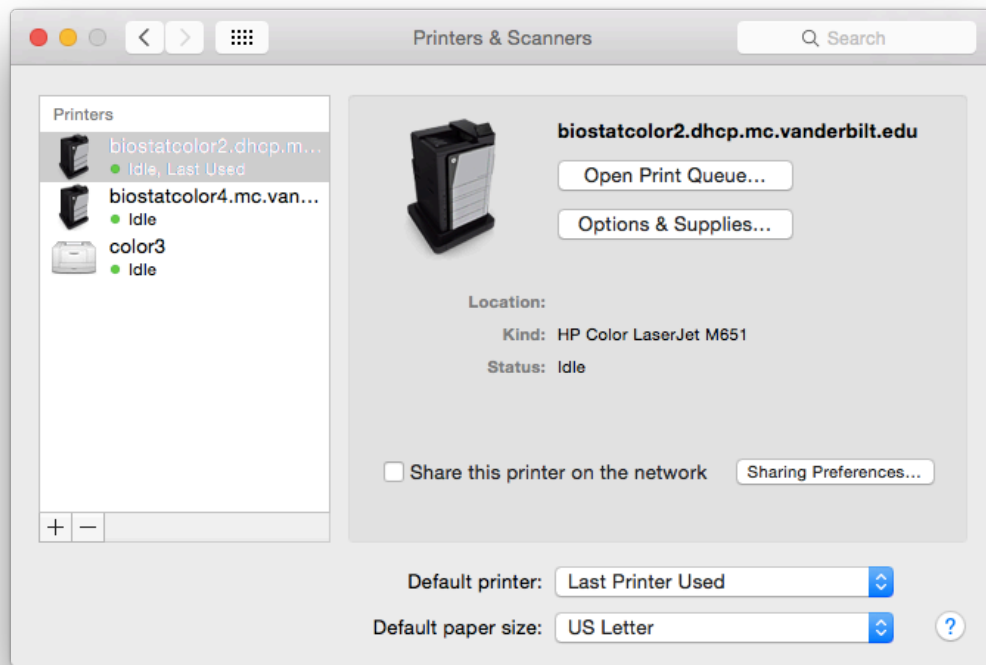 Printers & Scanners
Search
Printers
biostatcolor2.dhcp.m...
Idle, Last Used
biostatcolor4.mc.van...
Idle
color3
Idle
biostatcolor2.dhcp.mc.vanderbilt.edu
Open Print Queue...
Options & Supplies...
Location:
Kind: HP Color LaserJet M651
Status: Idle
Share this printer on the network
Sharing Preferences...
+ −
Default printer: Last Printer Used
Default paper size: US Letter
?